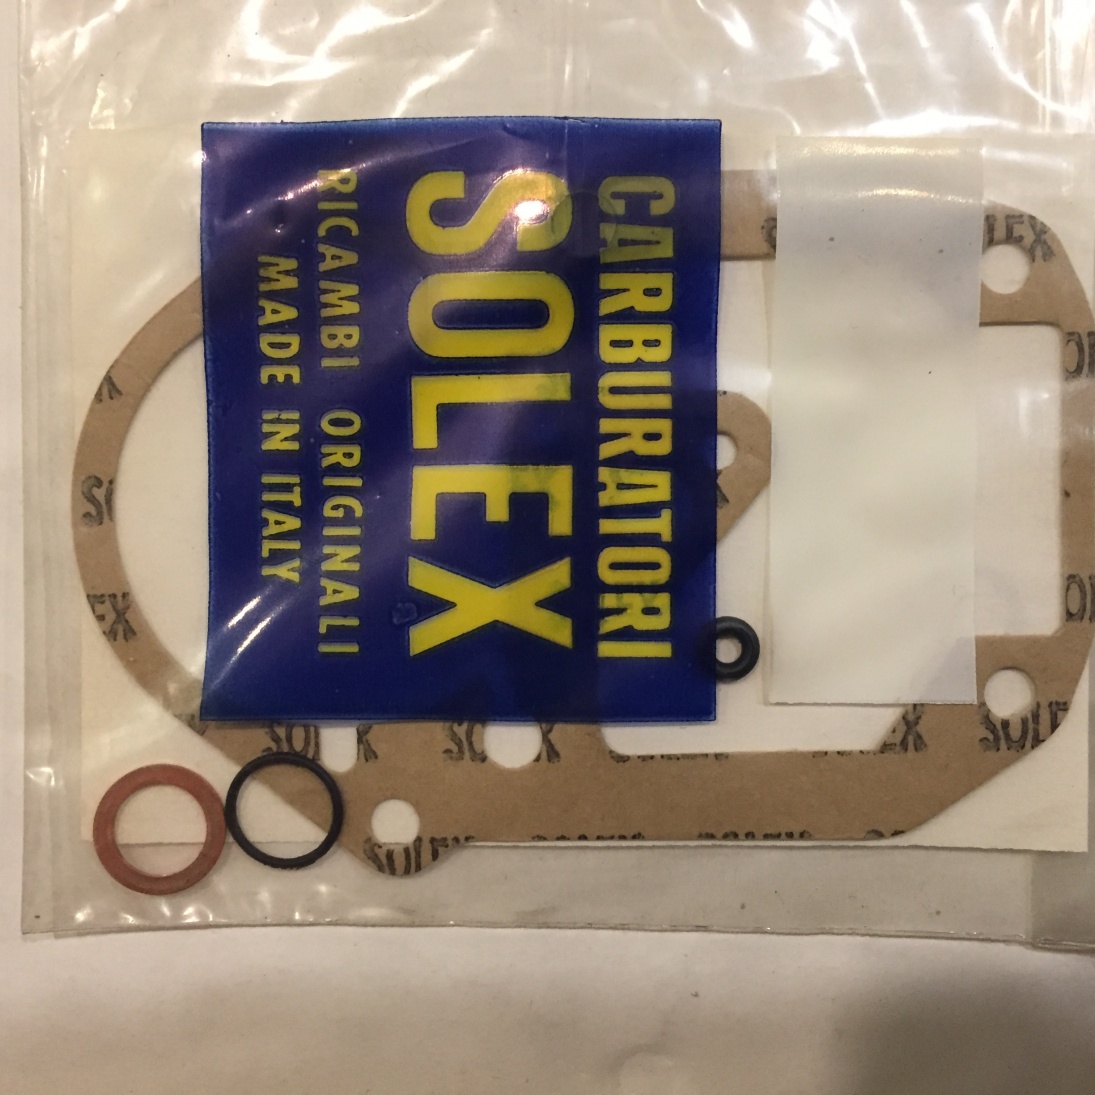 CARBURATORI
SOLEX
RICAMBI ORIGINALI
MADE IN ITALY
SOLEX
SOLEX